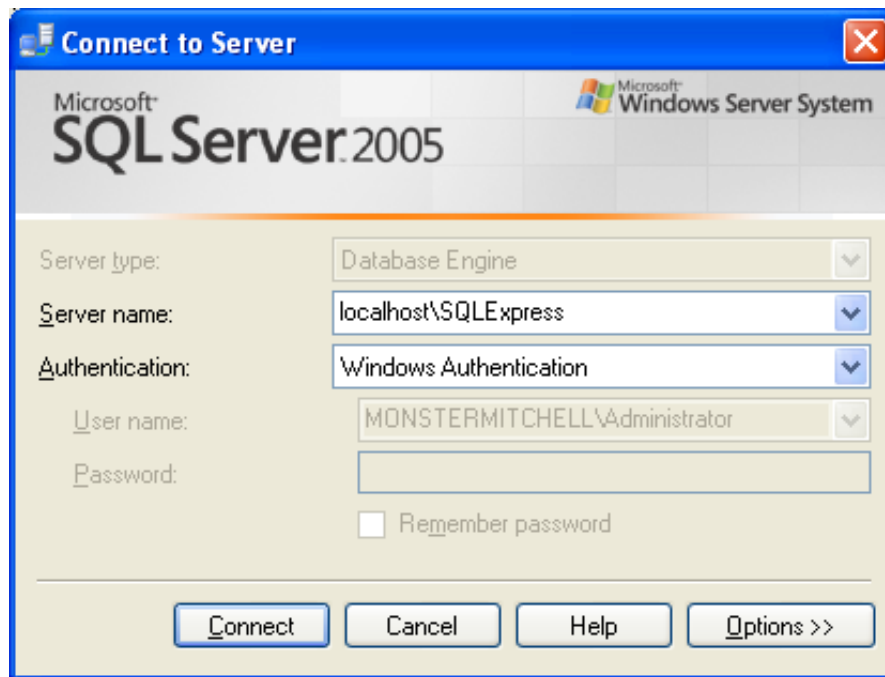 Connect to Server
Microsoft
SQL Server 2005
Microsoft
Windows Server System
Server type: Database Engine
Server name: localhost\SQLExpress
Authentication: Windows Authentication
User name: MONSTERMITCHELL\Administrator
Password:
Remember password
Connect Cancel Help Options >>